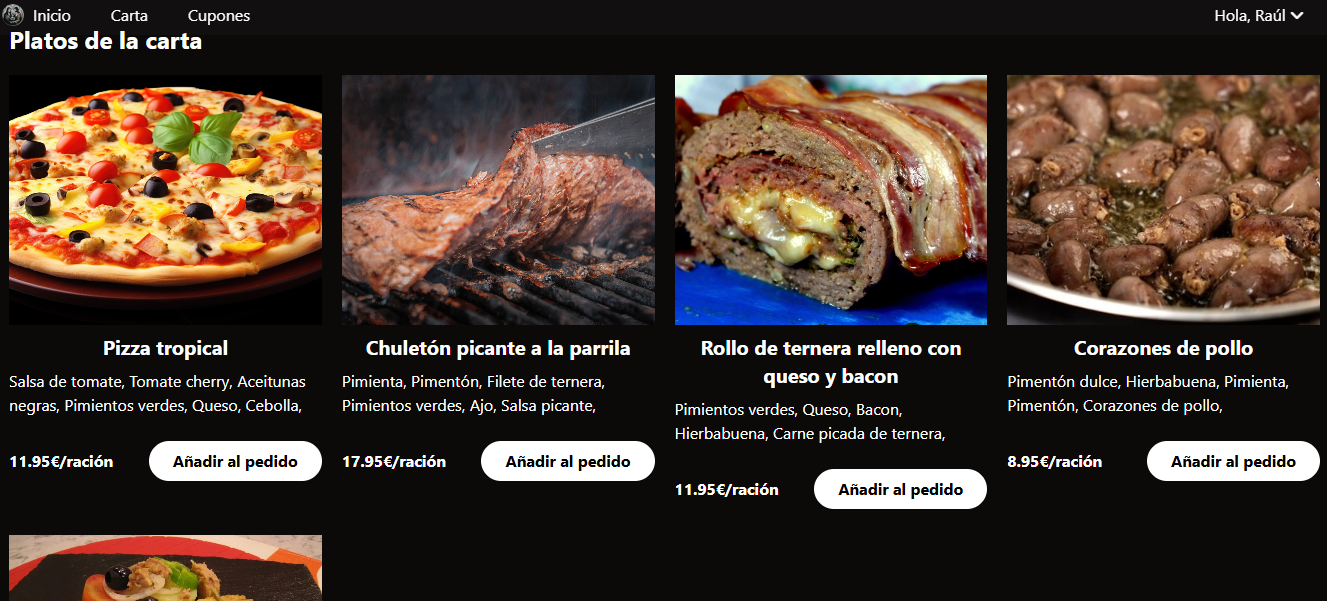 Inicio Carta Cupones Hola, Raúl
Platos de la carta
Pizza tropical
Salsa de tomate, Tomate cherry, Aceitunas
negras, Pimientos verdes, Queso, Cebolla,
11.95€/ración Añadir al pedido
Chuletón picante a la parrila
Pimienta, Pimentón, Filete de ternera,
Pimientos verdes, Ajo, Salsa picante,
17.95€/ración Añadir al pedido
Rollo de ternera relleno con
queso y bacon
Pimientos verdes, Queso, Bacon,
Hierbabuena, Carne picada de ternera,
11.95€/ración Añadir al pedido
Corazones de pollo
Pimentón dulce, Hierbabuena, Pimienta,
Pimentón, Corazones de pollo,
8.95€/ración Añadir al pedido